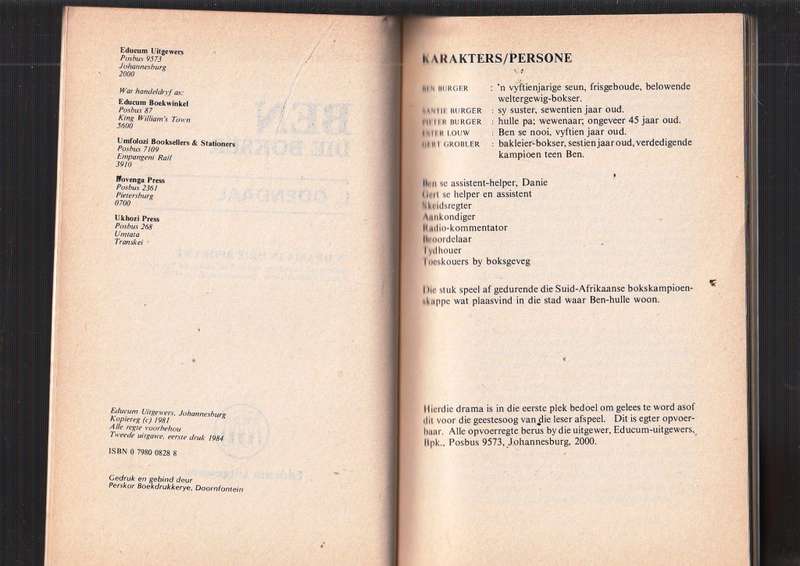 Educum Uitgewers
Posbus 9573
Johannesburg
2000
War handeldryf as:
Educum Boekwinkel
Posbus 87
King William's Town
5600
Umfolozi Booksellers & Stationers
Posbus 7109
Empangeni Rail
3910
Hovenga Press
Posbus 2361
Pietersburg
0700
Ukhozi Press
Posbus 268
Umtata
Transkei
Educum Uitgewers, Johannesburg
Kopiereg (c) 1981
Alle regte voorbehou
Tweede uitgawe, eerste druk 1984
ISBN 0 7980 0828 8
Gedruk en gebind deur
Perskor Boekdrukkerye, Doornfontein
KARAKTERS/PERSONE
BEN BURGER : 'n vyftienjarige seun, frisgeboude, belowende
weltergewig-bokser.
SANTIE BURGER : sy suster, sewentien jaar oud.
PIETER BURGER : hulle pa; wewenaar; ongeveer 45 jaar oud.
ESTER LOUW : Ben se nooi, vyftien jaar oud.
GERT GROBLER : bakleier-bokser, sestien jaar oud, verdedigende
kampioen teen Ben.
Ben se assistent-helper, Danie
Gert se helper en assistent
Skeidsregter
Aankondiger
Radio-kommentator
Beoordelaar
Tydhouer
Toeskouers by boksgeveg
Die stuk speel af gedurende die Suid-Afrikaanse bokskampioen-
skappe wat plaasvind in die stad waar Ben-hulle woon.
Hierdie drama is in die eerste plek bedoel om gelees te word asof
dit voor die geestesoog van die leser afspeel. Dit is egter opvoer-
baar. Alle opvoerregte berus by die uitgewer, Educum-uitgewers,
Bpk., Posbus 9573, Johannesburg, 2000.